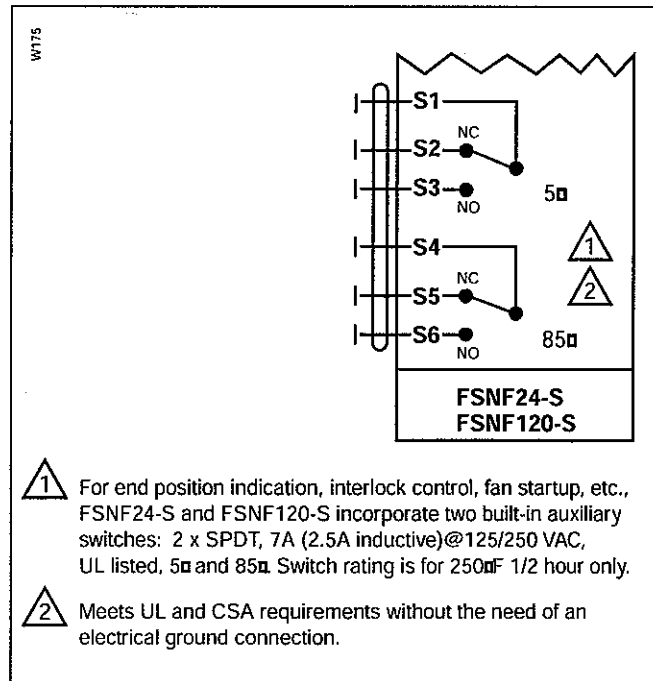 W175
S1
NC
S2
S3
NO
5◘
1
S4
2
NC
S5
S6
NO
85◘
FSNF24-S
FSNF120-S
1 For end position indication, interlock control, fan startup, etc.,
FSNF24-S and FSNF120-S incorporate two built-in auxiliary
switches: 2 x SPDT, 7A (2.5A inductive)@125/250 VAC,
UL listed, 5◘ and 85◘. Switch rating is for 250◘F 1/2 hour only.
2 Meets UL and CSA requirements without the need of an
electrical ground connection.